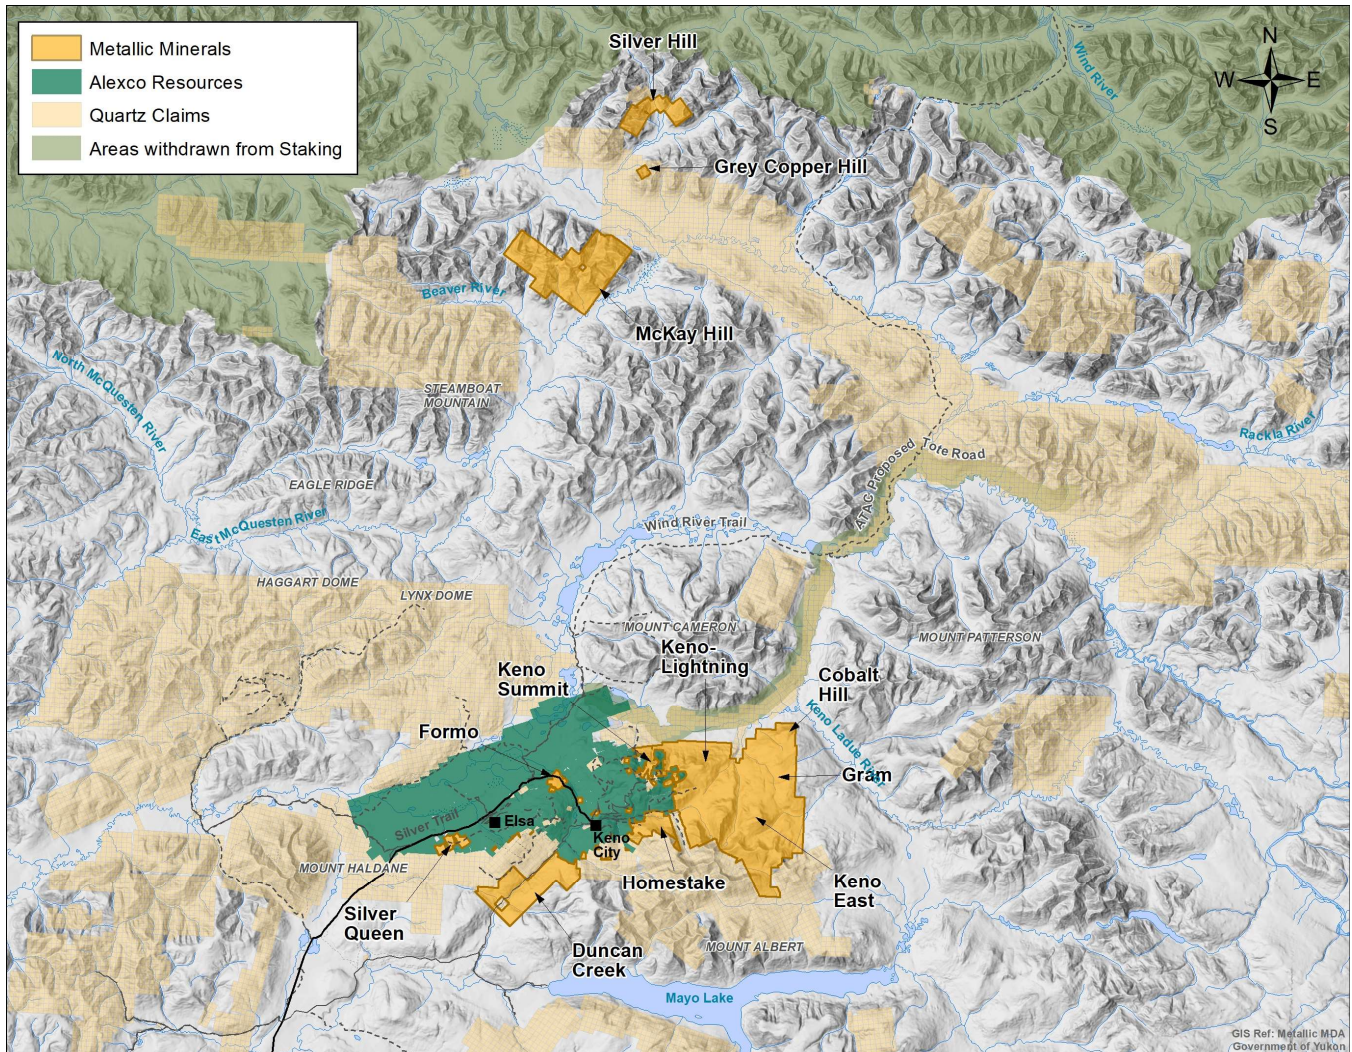 Metallic Minerals
Alexco Resources
Quartz Claims
Areas withdrawn from Staking
Silver Hill
N
W
E
S
Wind River
Grey Copper Hill
Beaver River
McKay Hill
North McQuesten River
STEAMBOAT
MOUNTAIN
Rackla River
ATAC Proposed
Tote Road
EAGLE RIDGE
East McQuesten River
Wind River Trail
HAGGART DOME
LYNX DOME
MOUNT CAMERON
MOUNT PATTERSON
Keno-
Lightning
Keno
Summit
Cobalt
Hill
Keno Ladue River
Formo
Gram
Silver Trail
Elsa
Keno
City
MOUNT HALDANE
Homestake
Keno
East
Silver
Queen
Duncan
Creek
MOUNT ALBERT
Mayo Lake
GIS Ref: Metallic MDA
Government of Yukon